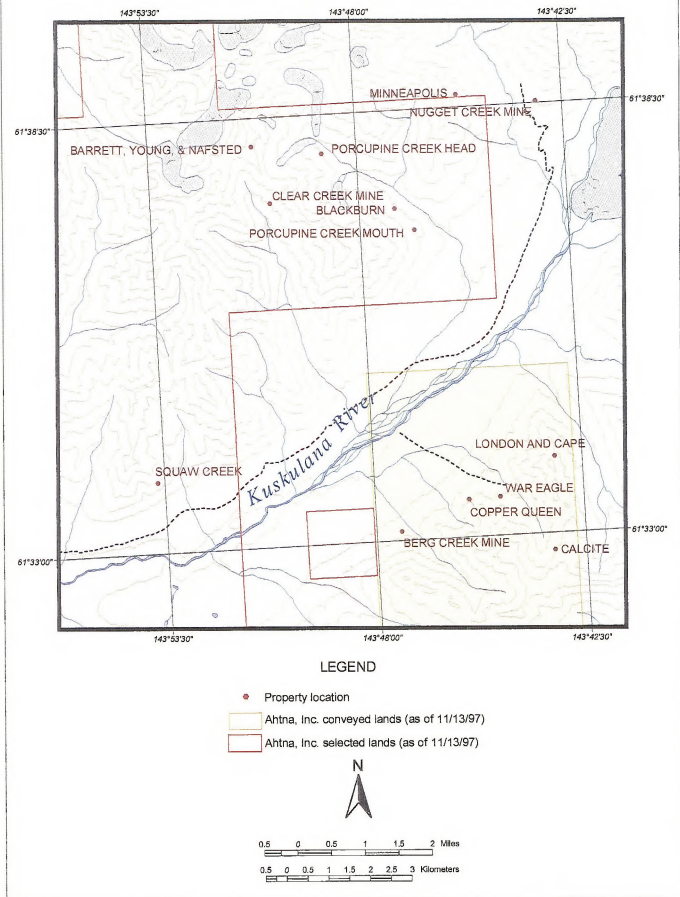 143°53'30" 143°48'00" 143°42'30"
MINNEAPOLIS
61°38'30"
NUGGET CREEK MINE
61°38'30"
BARRETT, YOUNG, & NAFSTED
PORCUPINE CREEK HEAD
CLEAR CREEK MINE
BLACKBURN
PORCUPINE CREEK MOUTH
Kuskulana River
LONDON AND CAPE
SQUAW CREEK
WAR EAGLE
COPPER QUEEN
61°33'00"
BERG CREEK MINE
CALCITE
61°33'00"
143°53'30" 143°48'00" 143°42'30"
LEGEND
Property location
Ahtna, Inc. conveyed lands (as of 11/13/97)
Ahtna, Inc. selected lands (as of 11/13/97)
N
0.5 0 0.5 1 1.5 2 Miles
0.5 0 0.5 1 1.5 2 2.5 3 Kilometers